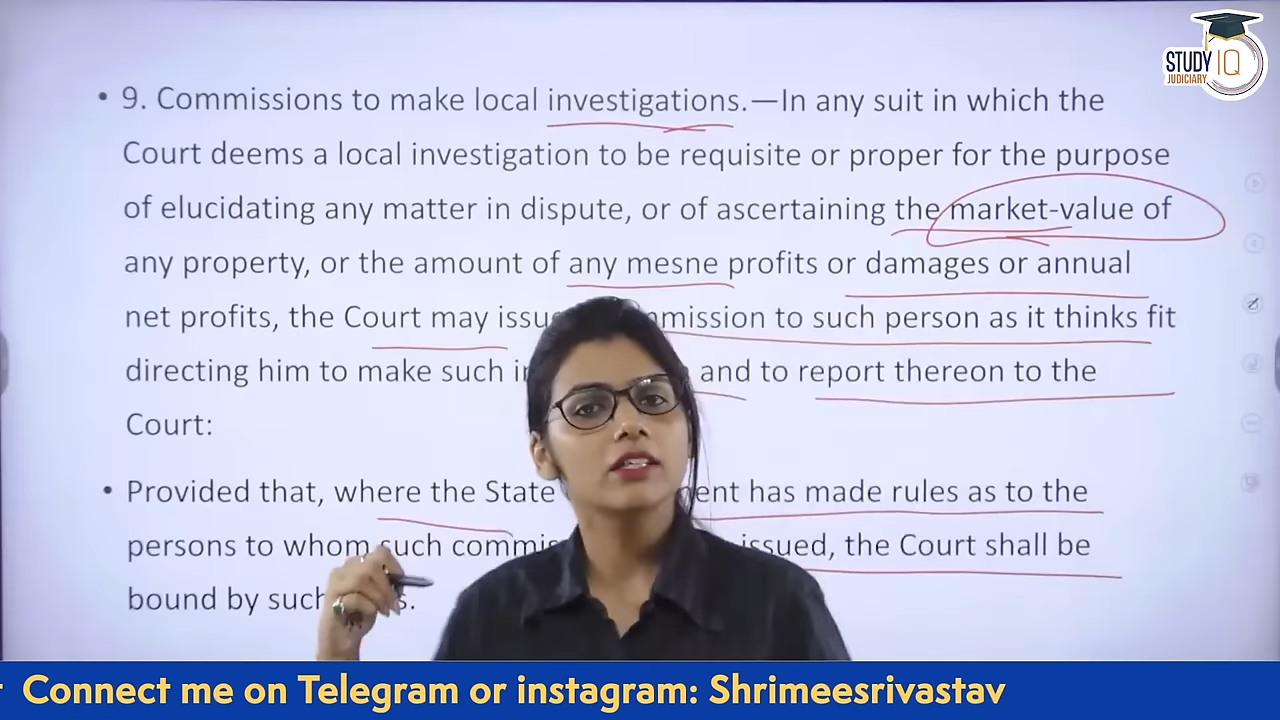 STUDY IQ
JUDICIARY
• 9. Commissions to make local investigations.—In any suit in which the
Court deems a local investigation to be requisite or proper for the purpose
of elucidating any matter in dispute, or of ascertaining the market-value of
any property, or the amount of any mesne profits or damages or annual
net profits, the Court may to such person as it thinks fit
directing him to make such and to report thereon to the
Court:
• Provided that, where the State has made rules as to the
persons to whom such issued, the Court shall be
bound by such
Connect me on Telegram or instagram: Shrimeesrivastav